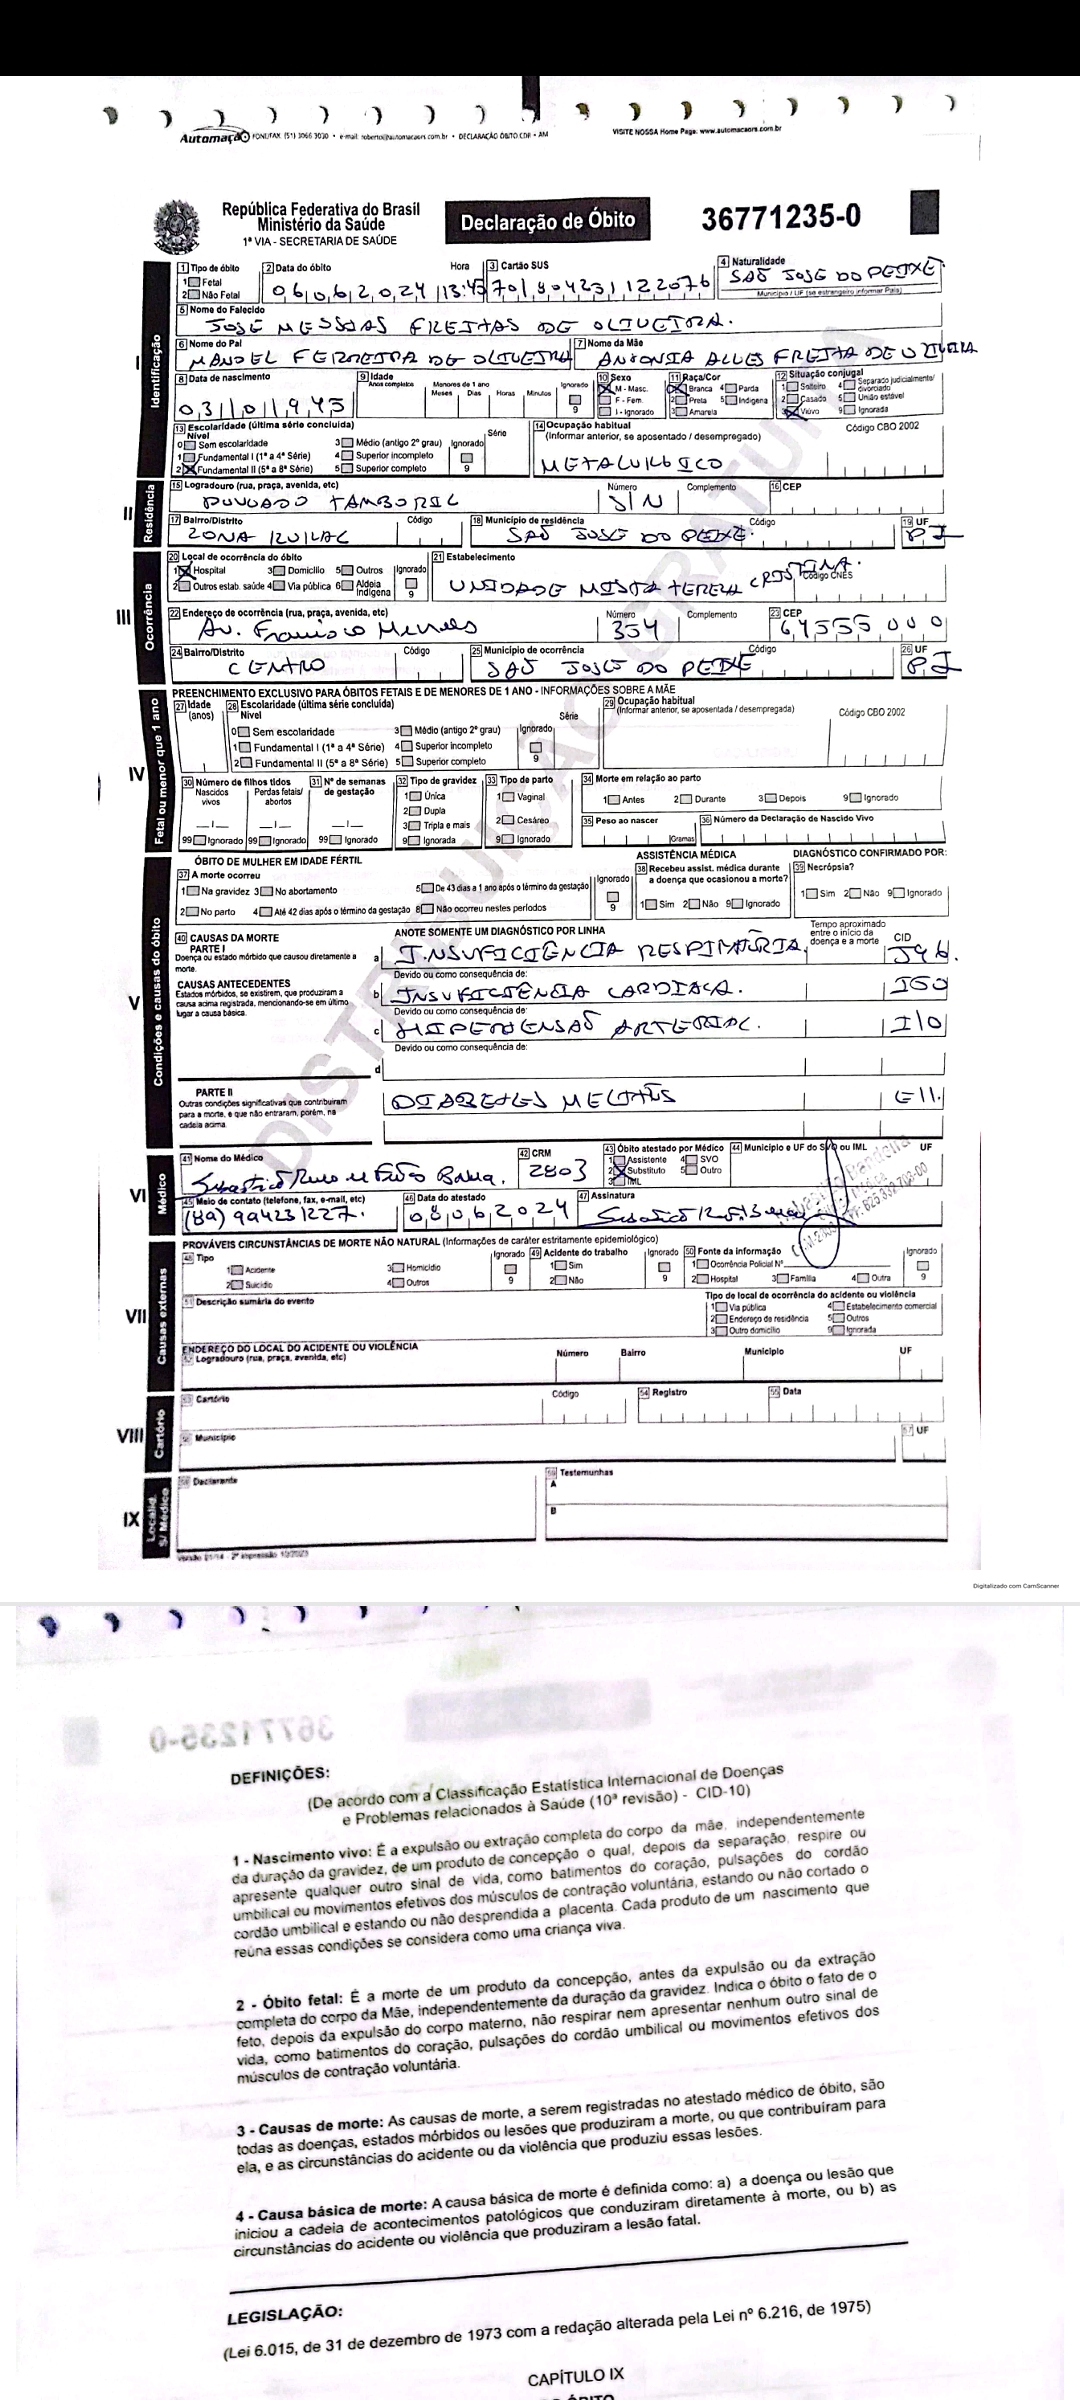 Automação FONE/FAX (51) 3066 3030 • e-mail: roberto@automacaors.com.br • DECLARAÇÃO ÓBITO.CDR • AM
VISITE NOSSA Home Page: www.automacaors.com.br
República Federativa do Brasil
Ministério da Saúde
1ª VIA - SECRETARIA DE SAÚDE
Declaração de Óbito
36771235-0
I Identificação
1 Tipo de óbito 2 Data do óbito Hora 3 Cartão SUS 4 Naturalidade
1 Fetal
2 Não Fetal
06062024 13:45 SAÕ JOSE DO PEIXE
Município / UF (se estrangeiro informar País)
5 Nome do Falecido
JOSÉ MESSIAS FREITAS DE OLIVEIRA.
6 Nome do Pai 7 Nome da Mãe
MANOEL FERREIRA DE OLIVEIRA ANTONIA ALVES FREITA DE OLIVEIRA
8 Data de nascimento 9 Idade Anos completos Menores de 1 ano Meses Dias Horas Minutos Ignorado 9
03101945
10 Sexo M - Masc. F - Fem. I - Ignorado
11 Raça/Cor Branca 2 Preta 3 Amarela 4 Parda 5 Indígena
12 Situação conjugal 1 Solteiro 2 Casado Viúvo 4 Separado judicialmente/divorciado 5 União estável 9 Ignorada
13 Escolaridade (última série concluída) Série
Nível
0 Sem escolaridade 3 Médio (antigo 2º grau) Ignorado
1 Fundamental I (1ª a 4ª Série) 4 Superior incompleto
2 Fundamental II (5ª a 8ª Série) 5 Superior completo 9
14 Ocupação habitual Código CBO 2002
(Informar anterior, se aposentado / desempregado)
METALURGICO
II Residência
15 Logradouro (rua, praça, avenida, etc) Número Complemento 16 CEP
POVOADO TAMBORIL S/N
17 Bairro/Distrito Código 18 Município de residência Código 19 UF
ZONA RURAL SAÕ JOSE DO PEIXE. PI
III Ocorrência
20 Local de ocorrência do óbito
1 Hospital 3 Domicílio 5 Outros Ignorado
2 Outros estab. saúde 4 Via pública 6 Aldeia Indígena 9
21 Estabelecimento Código CNES
UNIDADE MISTA TEREZA CRISTINA.
22 Endereço de ocorrência (rua, praça, avenida, etc) Número Complemento 23 CEP
Av. Francisco Mendes 354 64555000
24 Bairro/Distrito Código 25 Município de ocorrência Código 26 UF
CENTRO SAÕ JOSE DO PEIXE PI
IV Fetal ou menor que 1 ano
PREENCHIMENTO EXCLUSIVO PARA ÓBITOS FETAIS E DE MENORES DE 1 ANO - INFORMAÇÕES SOBRE A MÃE
27 Idade (anos) 28 Escolaridade (última série concluída) 29 Ocupação habitual
Nível Série (Informar anterior, se aposentada / desempregada) Código CBO 2002
0 Sem escolaridade 3 Médio (antigo 2º grau) Ignorado
1 Fundamental I (1ª a 4ª Série) 4 Superior incompleto
2 Fundamental II (5ª a 8ª Série) 5 Superior completo 9
30 Número de filhos tidos 31 Nº de semanas de gestação 32 Tipo de gravidez 33 Tipo de parto 34 Morte em relação ao parto
Nascidos vivos Perdas fetais/abortos 1 Única 1 Vaginal 1 Antes 2 Durante 3 Depois 9 Ignorado
2 Dupla 2 Cesáreo
3 Tripla e mais 35 Peso ao nascer Gramas 36 Número da Declaração de Nascido Vivo
99 Ignorado 99 Ignorado 99 Ignorado 9 Ignorada 9 Ignorado
V Condições e causas do óbito
ÓBITO DE MULHER EM IDADE FÉRTIL ASSISTÊNCIA MÉDICA DIAGNÓSTICO CONFIRMADO POR:
37 A morte ocorreu
1 Na gravidez 3 No abortamento 5 De 43 dias a 1 ano após o término da gestação Ignorado
2 No parto 4 Até 42 dias após o término da gestação 8 Não ocorreu nestes períodos 9
38 Recebeu assist. médica durante a doença que ocasionou a morte?
1 Sim 2 Não 9 Ignorado
39 Necrópsia?
1 Sim 2 Não 9 Ignorado
40 CAUSAS DA MORTE ANOTE SOMENTE UM DIAGNÓSTICO POR LINHA Tempo aproximado entre o início da doença e a morte CID
PARTE I
Doença ou estado mórbido que causou diretamente a morte.
a INSUFICIÊNCIA RESPIRATÓRIA. J96.
Devido ou como consequência de:
CAUSAS ANTECEDENTES
Estados mórbidos, se existirem, que produziram a causa acima registrada, mencionando-se em último lugar a causa básica.
b INSUFICIÊNCIA CARDIACA. I50
Devido ou como consequência de:
c HIPERTENSAÕ ARTERIAL. I10
Devido ou como consequência de:
d
PARTE II
Outras condições significativas que contribuíram para a morte, e que não entraram, porém, na cadeia acima.
DIABETES MELITUS E11.
VI Médico
41 Nome do Médico 42 CRM 43 Óbito atestado por Médico 44 Município e UF do SVO ou IML UF
Sebastião 2803
1 Assistente 4 SVO
2 Substituto 5 Outro
3 IML
45 Meio de contato (telefone, fax, e-mail, etc) 46 Data do atestado 47 Assinatura
(89) 994231227. 08062024
VII Causas externas
PROVÁVEIS CIRCUNSTÂNCIAS DE MORTE NÃO NATURAL (Informações de caráter estritamente epidemiológico)
48 Tipo 1 Acidente 2 Suicídio 3 Homicídio 4 Outros Ignorado 9
49 Acidente do trabalho 1 Sim 2 Não Ignorado 9
50 Fonte da informação 1 Ocorrência Policial Nº 2 Hospital 3 Família 4 Outra Ignorado 9
51 Descrição sumária do evento
Tipo de local de ocorrência do acidente ou violência
1 Via pública 4 Estabelecimento comercial
2 Endereço de residência 5 Outros
3 Outro domicílio 9 Ignorada
ENDEREÇO DO LOCAL DO ACIDENTE OU VIOLÊNCIA
52 Logradouro (rua, praça, avenida, etc) Número Bairro Município UF
VIII Cartório
53 Cartório Código 54 Registro 55 Data
56 Município 57 UF
IX Localid. S/ Médico
58 Declarante 59 Testemunhas
A
B
Versão 01/14 - 2ª Impressão 10/2023
DISTRIBUIÇÃO GRATUITA
Digitalizado com CamScanner
36771235-0
DEFINIÇÕES:
(De acordo com a Classificação Estatística Internacional de Doenças
e Problemas relacionados à Saúde (10ª revisão) - CID-10)
1 - Nascimento vivo: É a expulsão ou extração completa do corpo da mãe, independentemente
da duração da gravidez, de um produto de concepção o qual, depois da separação, respire ou
apresente qualquer outro sinal de vida, como batimentos do coração, pulsações do cordão
umbilical ou movimentos efetivos dos músculos de contração voluntária, estando ou não cortado o
cordão umbilical e estando ou não desprendida a placenta. Cada produto de um nascimento que
reúna essas condições se considera como uma criança viva.
2 - Óbito fetal: É a morte de um produto da concepção, antes da expulsão ou da extração
completa do corpo da Mãe, independentemente da duração da gravidez. Indica o óbito o fato de o
feto, depois da expulsão do corpo materno, não respirar nem apresentar nenhum outro sinal de
vida, como batimentos do coração, pulsações do cordão umbilical ou movimentos efetivos dos
músculos de contração voluntária.
3 - Causas de morte: As causas de morte, a serem registradas no atestado médico de óbito, são
todas as doenças, estados mórbidos ou lesões que produziram a morte, ou que contribuíram para
ela, e as circunstâncias do acidente ou da violência que produziu essas lesões.
4 - Causa básica de morte: A causa básica de morte é definida como: a) a doença ou lesão que
iniciou a cadeia de acontecimentos patológicos que conduziram diretamente à morte, ou b) as
circunstâncias do acidente ou violência que produziram a lesão fatal.
LEGISLAÇÃO:
(Lei 6.015, de 31 de dezembro de 1973 com a redação alterada pela Lei nº 6.216, de 1975)
CAPÍTULO IX